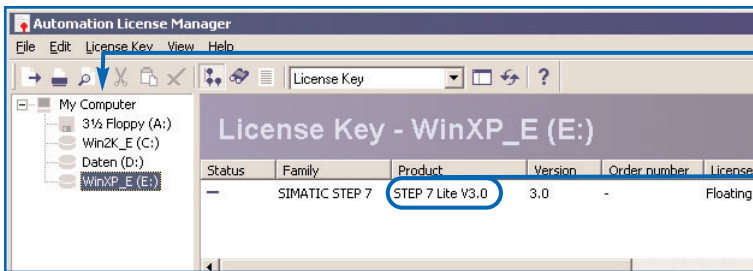 Automation License Manager
File Edit License Key View Help
License Key
?
My Computer
3½ Floppy (A:)
Win2K_E (C:)
Daten (D:)
WinXP_E (E:)
License Key - WinXP_E (E:)
Status Family Product Version Order number License
SIMATIC STEP 7 STEP 7 Lite V3.0 3.0 - Floating